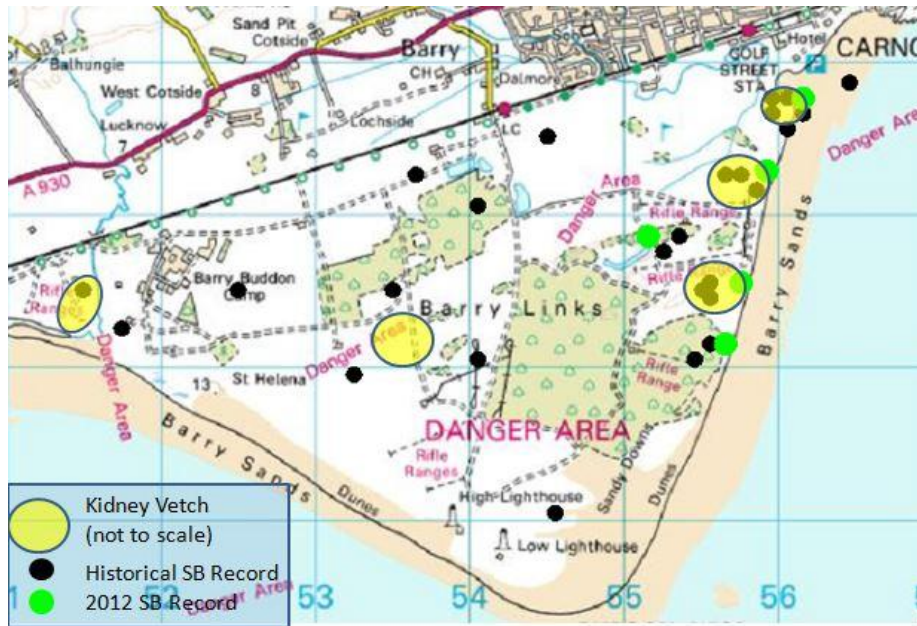 Sand Pit
Cotside
Balhungie
Barry
Sch
Hotel
CARNO
GOLF
STREET
STA
P
CH
Dalmore
West Cotside
8
Lochside
Lucknow
7
LC
A 930
Danger Area
Danger Area
Rifle Range
Rifle Range
Barry Buddon
Camp
Rifle
Ranges
Barry Links
Barry Sands
Danger Area
Danger Area
13
St Helena
Rifle
Range
DANGER AREA
Rifle
Ranges
Barry Sands
Dunes
Sandy Downs
Dunes
High Lighthouse
Low Lighthouse
Kidney Vetch
(not to scale)
Historical SB Record
2012 SB Record
Danger Area
52
53
54
55
56